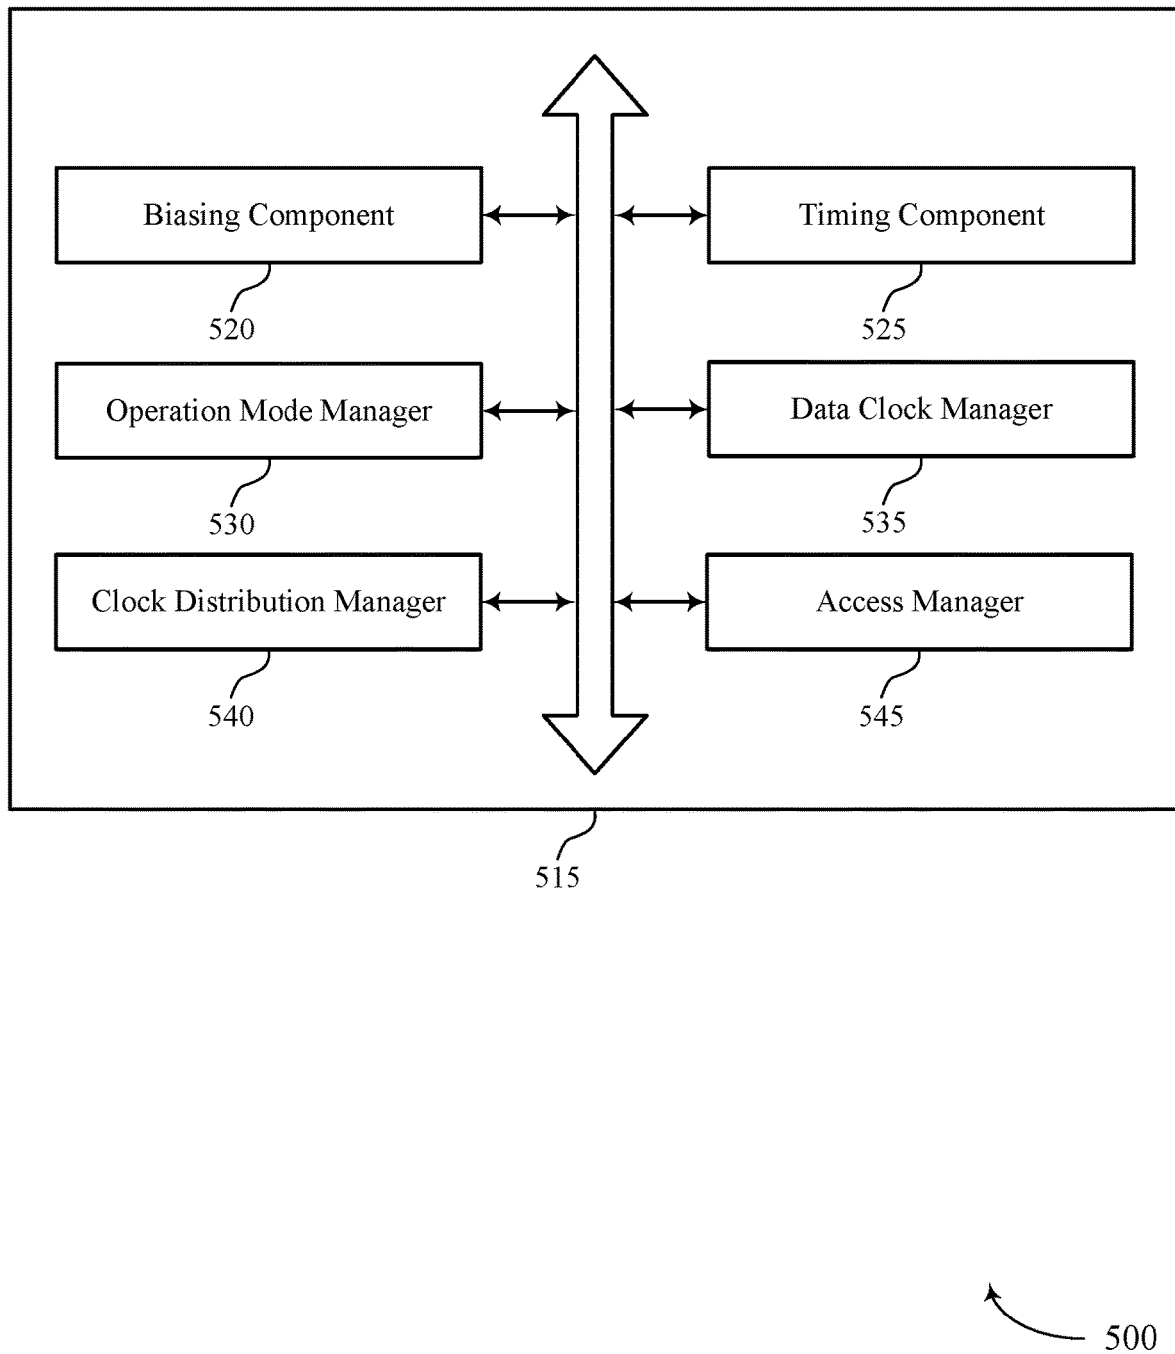 Biasing Component
Timing Component
520
525
Operation Mode Manager
Data Clock Manager
530
535
Clock Distribution Manager
Access Manager
540
545
515
500